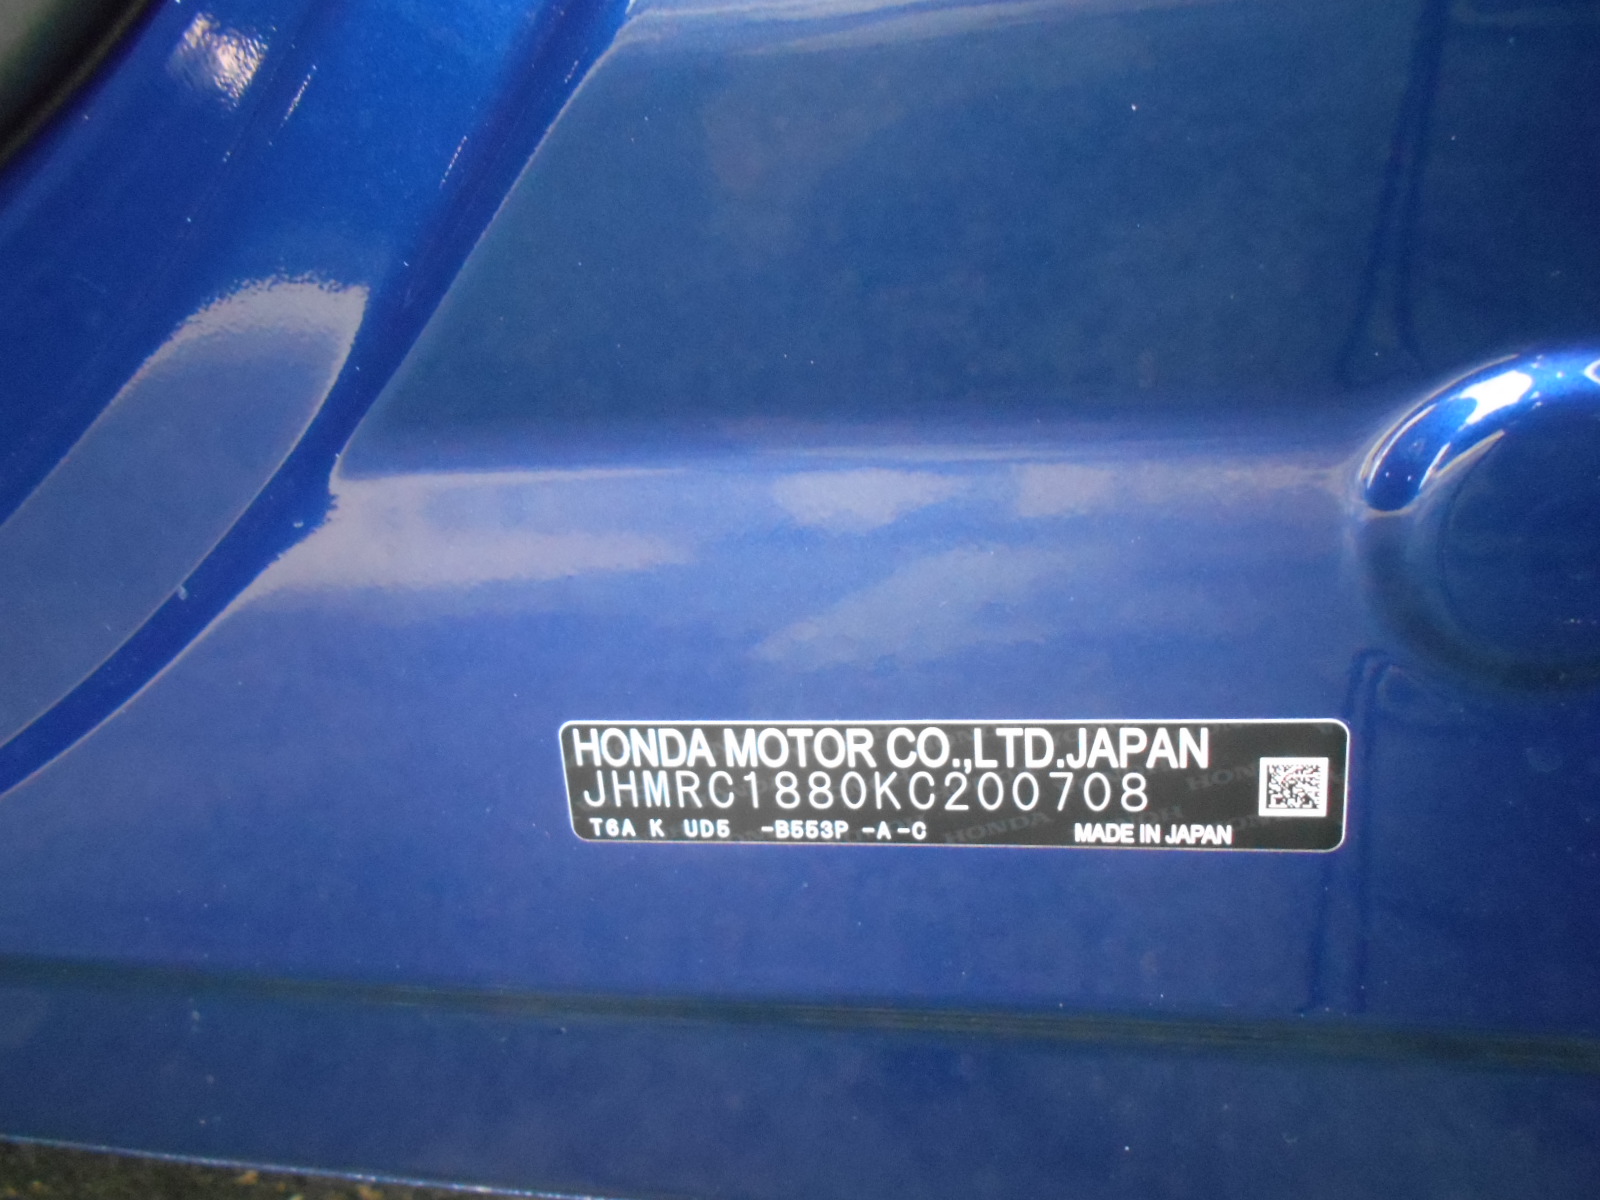 HONDA MOTOR CO.,LTD.JAPAN
JHMRC1880KC200708
T6A K UD5 -B553P -A-C
MADE IN JAPAN